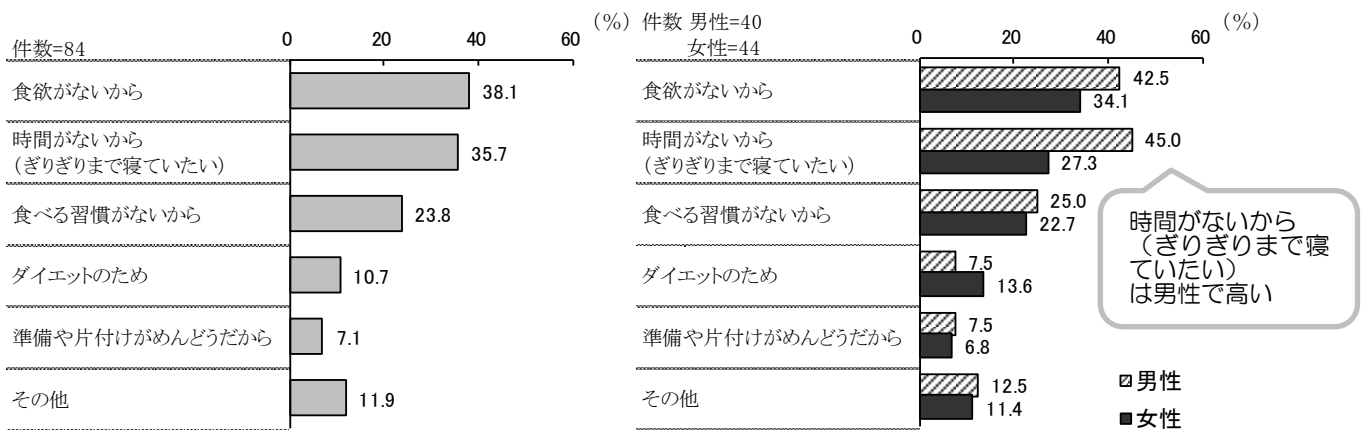 件数=84
(%)
0 20 40 60
食欲がないから 38.1
時間がないから
(ぎりぎりまで寝ていたい) 35.7
食べる習慣がないから 23.8
ダイエットのため 10.7
準備や片付けがめんどうだから 7.1
その他 11.9
件数 男性=40
女性=44
(%)
0 20 40 60
食欲がないから 42.5
34.1
時間がないから 45.0
(ぎりぎりまで寝ていたい) 27.3
食べる習慣がないから 25.0
22.7
ダイエットのため 7.5
13.6
準備や片付けがめんどうだから 7.5
6.8
その他 12.5
11.4
時間がないから
(ぎりぎりまで寝
ていたい)
は男性で高い
男性
女性